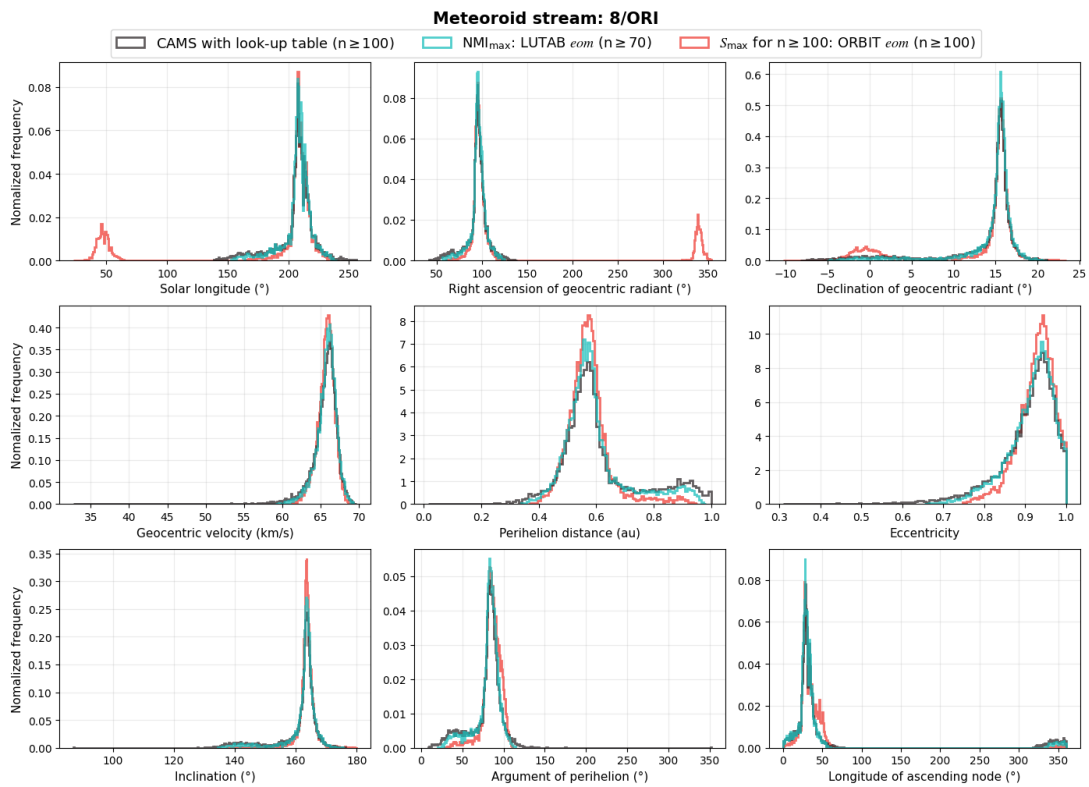 Meteoroid stream: 8/ORI
CAMS with look-up table (n ≥ 100) NMImax: LUTAB eom (n ≥ 70) Smax for n ≥ 100: ORBIT eom (n ≥ 100)
Nomalized frequency
0.08
0.06
0.04
0.02
0.00
50 100 150 200 250
Solar longitude (°)
0.08
0.06
0.04
0.02
0.00
50 100 150 200 250 300 350
Right ascension of geocentric radiant (°)
0.6
0.5
0.4
0.3
0.2
0.1
0.0
−10 −5 0 5 10 15 20 25
Declination of geocentric radiant (°)
Nomalized frequency
0.40
0.35
0.30
0.25
0.20
0.15
0.10
0.05
0.00
35 40 45 50 55 60 65 70
Geocentric velocity (km/s)
8
7
6
5
4
3
2
1
0
0.0 0.2 0.4 0.6 0.8 1.0
Perihelion distance (au)
10
8
6
4
2
0
0.3 0.4 0.5 0.6 0.7 0.8 0.9 1.0
Eccentricity
Nomalized frequency
0.35
0.30
0.25
0.20
0.15
0.10
0.05
0.00
100 120 140 160 180
Inclination (°)
0.05
0.04
0.03
0.02
0.01
0.00
0 50 100 150 200 250 300 350
Argument of perihelion (°)
0.08
0.06
0.04
0.02
0.00
0 50 100 150 200 250 300 350
Longitude of ascending node (°)